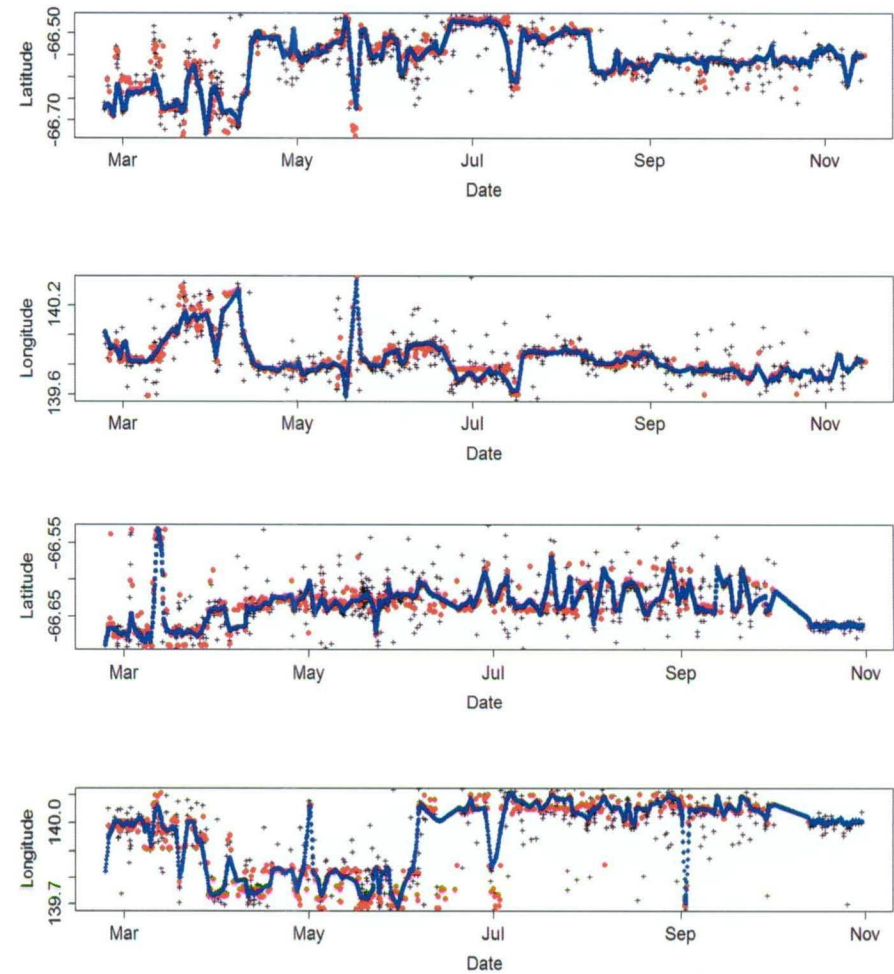 -66.50
-66.70
Latitude
Mar May Jul Sep Nov
Date
140.2
139.6
Longitude
Mar May Jul Sep Nov
Date
-66.55
-66.65
Latitude
Mar May Jul Sep Nov
Date
140.0
139.7
Longitude
Mar May Jul Sep Nov
Date